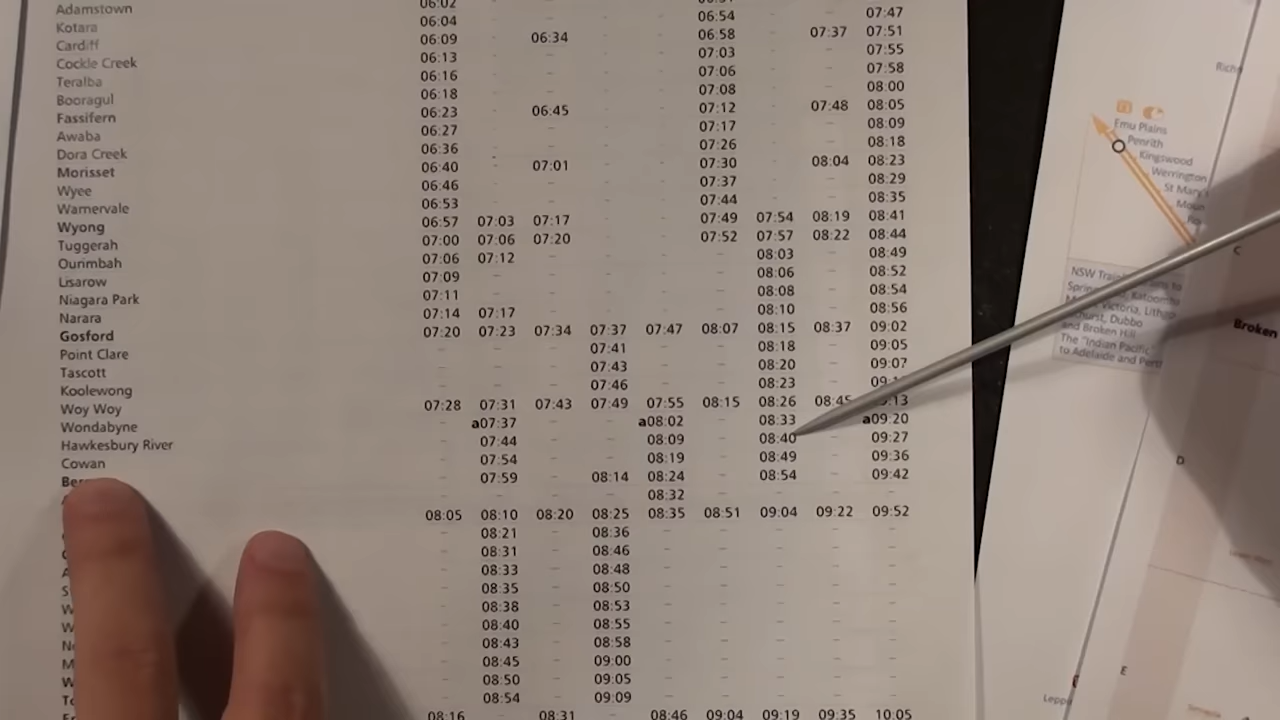 Adamstown 06:02
Kotara 06:04 06:54 07:47
Cardiff 06:09 06:34 06:58 07:37 07:51
Cockle Creek 06:13 07:03 07:55
Teralba 06:16 07:06 07:58
Booragul 06:18 07:08 08:00
Fassifern 06:23 06:45 07:12 07:48 08:05
Awaba 06:27 07:17 08:09
Dora Creek 06:36 07:26 08:18
Morisset 06:40 07:01 07:30 08:04 08:23
Wyee 06:46 07:37 08:29
Warnervale 06:53 07:44 08:35
Wyong 06:57 07:03 07:17 07:49 07:54 08:19 08:41
Tuggerah 07:00 07:06 07:20 07:52 07:57 08:22 08:44
Ourimbah 07:06 07:12 08:03 08:49
Lisarow 07:09 08:06 08:52
Niagara Park 07:11 08:08 08:54
Narara 07:14 07:17 08:10 08:56
Gosford 07:20 07:23 07:34 07:37 07:47 08:07 08:15 08:37 09:02
Point Clare 07:41 08:18 09:05
Tascott 07:43 08:20 09:07
Koolewong 07:46 08:23
Woy Woy 07:28 07:31 07:43 07:49 07:55 08:15 08:26 08:45
Wondabyne a07:37 a08:02 08:33 a09:20
Hawkesbury River 07:44 08:09 08:40 09:27
Cowan 07:54 08:19 08:49 09:36
07:59 08:14 08:24 08:54 09:42
08:32
08:05 08:10 08:20 08:25 08:35 08:51 09:04 09:22 09:52
08:21 08:36
08:31 08:46
08:33 08:48
08:35 08:50
08:38 08:53
08:40 08:55
08:43 08:58
08:45 09:00
08:50 09:05
08:54 09:09
08:16 08:31 08:46 09:04 09:19 09:35 10:05
Emu Plains
Penrith
Kingswood
Werrington
St Mary's
NSW
Katoomba
Victoria,
Dubbo
and Broken Hill
The "Indian Pacific"
to Adelaide and
Broken
C
D
E